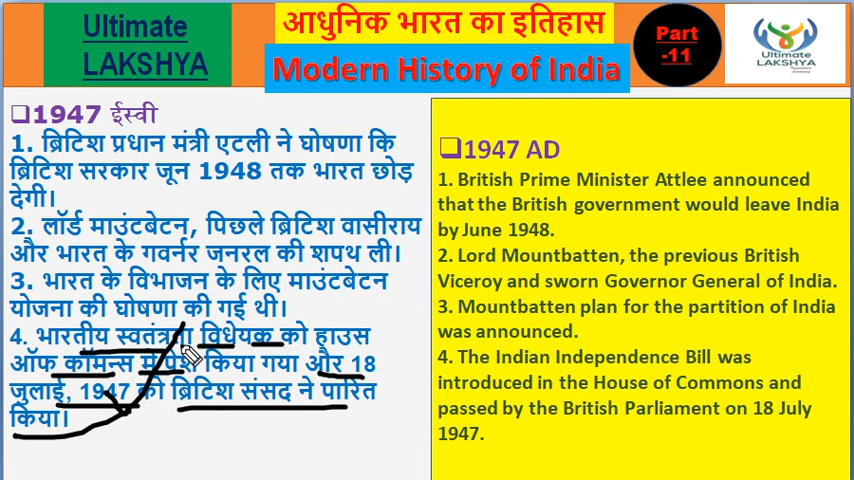 Ultimate
LAKSHYA
आधुनिक भारत का इतिहास
Modern History of India
Part
-11
Ultimate
LAKSHYA
❑1947 ईस्वी
1. ब्रिटिश प्रधान मंत्री एटली ने घोषणा कि
ब्रिटिश सरकार जून 1948 तक भारत छोड़
देगी।
2. लॉर्ड माउंटबेटन, पिछले ब्रिटिश वासीराय
और भारत के गवर्नर जनरल की शपथ ली।
3. भारत के विभाजन के लिए माउंटबेटन
योजना की घोषणा की गई थी।
4. भारतीय स्वतंत्रता विधेयक को हाउस
ऑफ कॉमन्स में पेश किया गया और 18
जुलाई, 1947 को ब्रिटिश संसद ने पारित
किया।
❑1947 AD
1. British Prime Minister Attlee announced
that the British government would leave India
by June 1948.
2. Lord Mountbatten, the previous British
Viceroy and sworn Governor General of India.
3. Mountbatten plan for the partition of India
was announced.
4. The Indian Independence Bill was
introduced in the House of Commons and
passed by the British Parliament on 18 July
1947.